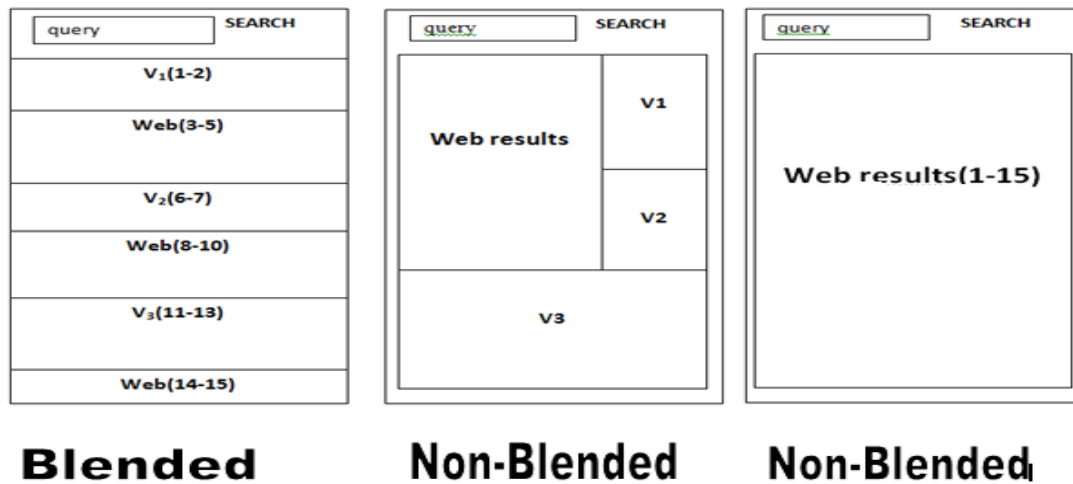 query SEARCH
V₁(1-2)
Web(3-5)
V₂(6-7)
Web(8-10)
V₃(11-13)
Web(14-15)
Blended
query SEARCH
Web results
V1
V2
V3
Non-Blended
query SEARCH
Web results(1-15)
Non-Blended